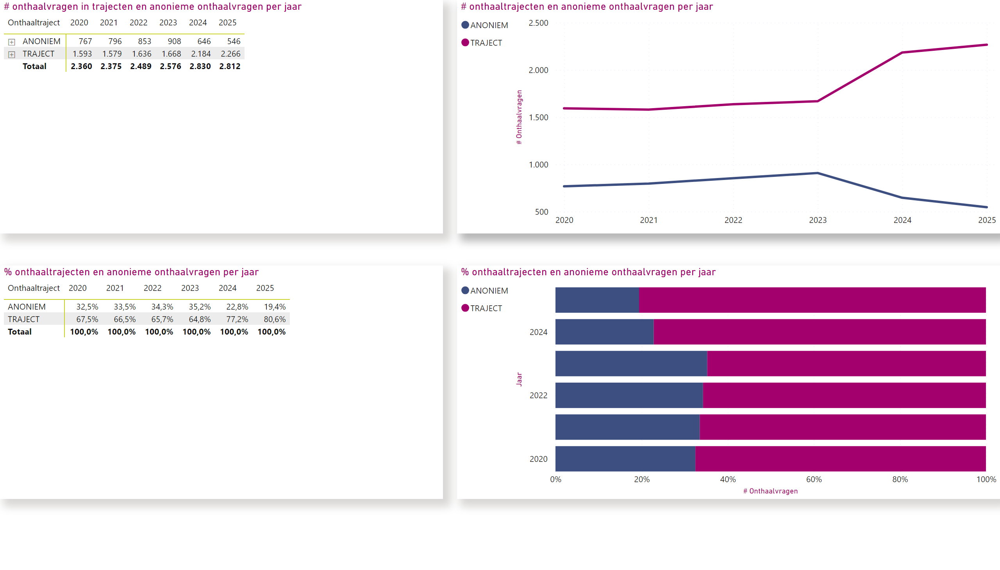 # onthaalvragen in trajecten en anonieme onthaalvragen per jaar
Onthaaltraject 2020 2021 2022 2023 2024 2025
ANONIEM 767 796 853 908 646 546
TRAJECT 1.593 1.579 1.636 1.668 2.184 2.266
Totaal 2.360 2.375 2.489 2.576 2.830 2.812
# onthaaltrajecten en anonieme onthaalvragen per jaar
ANONIEM
TRAJECT
# Onthaalvragen
2.500
2.000
1.500
1.000
500
2020 2021 2022 2023 2024 2025
% onthaaltrajecten en anonieme onthaalvragen per jaar
Onthaaltraject 2020 2021 2022 2023 2024 2025
ANONIEM 32,5% 33,5% 34,3% 35,2% 22,8% 19,4%
TRAJECT 67,5% 66,5% 65,7% 64,8% 77,2% 80,6%
Totaal 100,0% 100,0% 100,0% 100,0% 100,0% 100,0%
% onthaaltrajecten en anonieme onthaalvragen per jaar
ANONIEM
TRAJECT
Jaar
2024
2022
2020
0% 20% 40% 60% 80% 100%
# Onthaalvragen